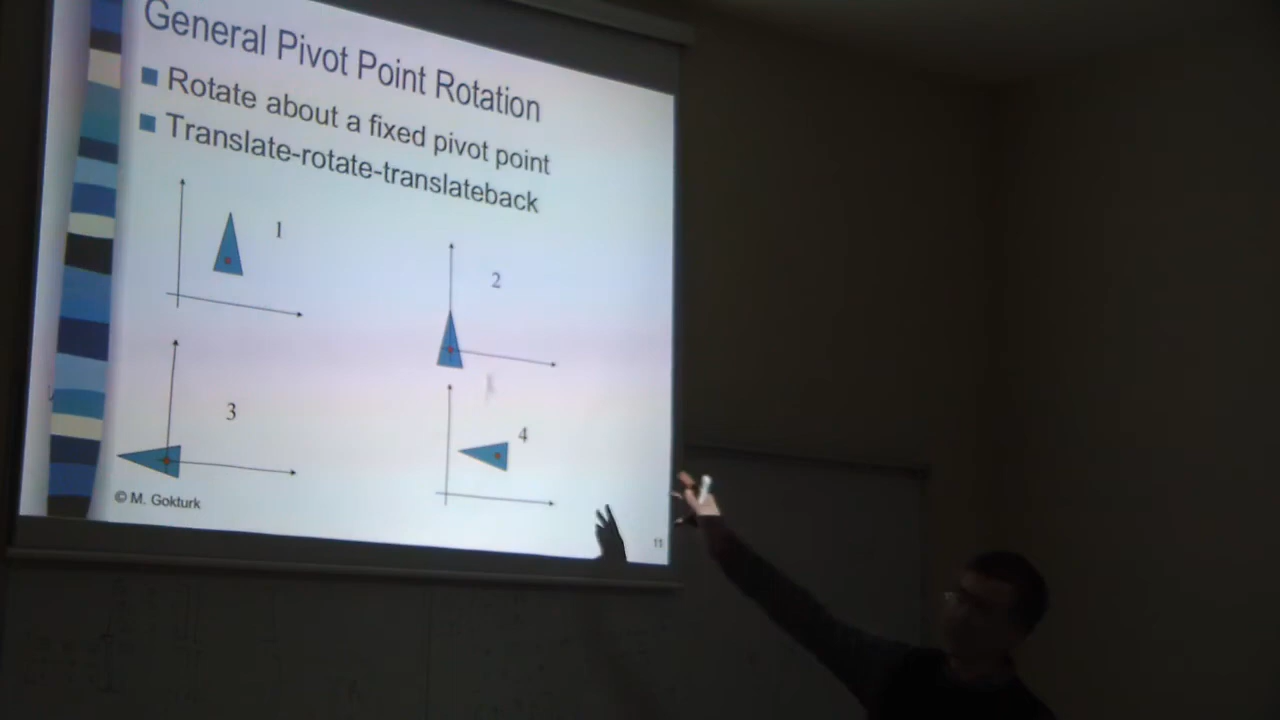 General Pivot Point Rotation
Rotate about a fixed pivot point
Translate-rotate-translateback
1
2
3
4
© M. Gokturk
11